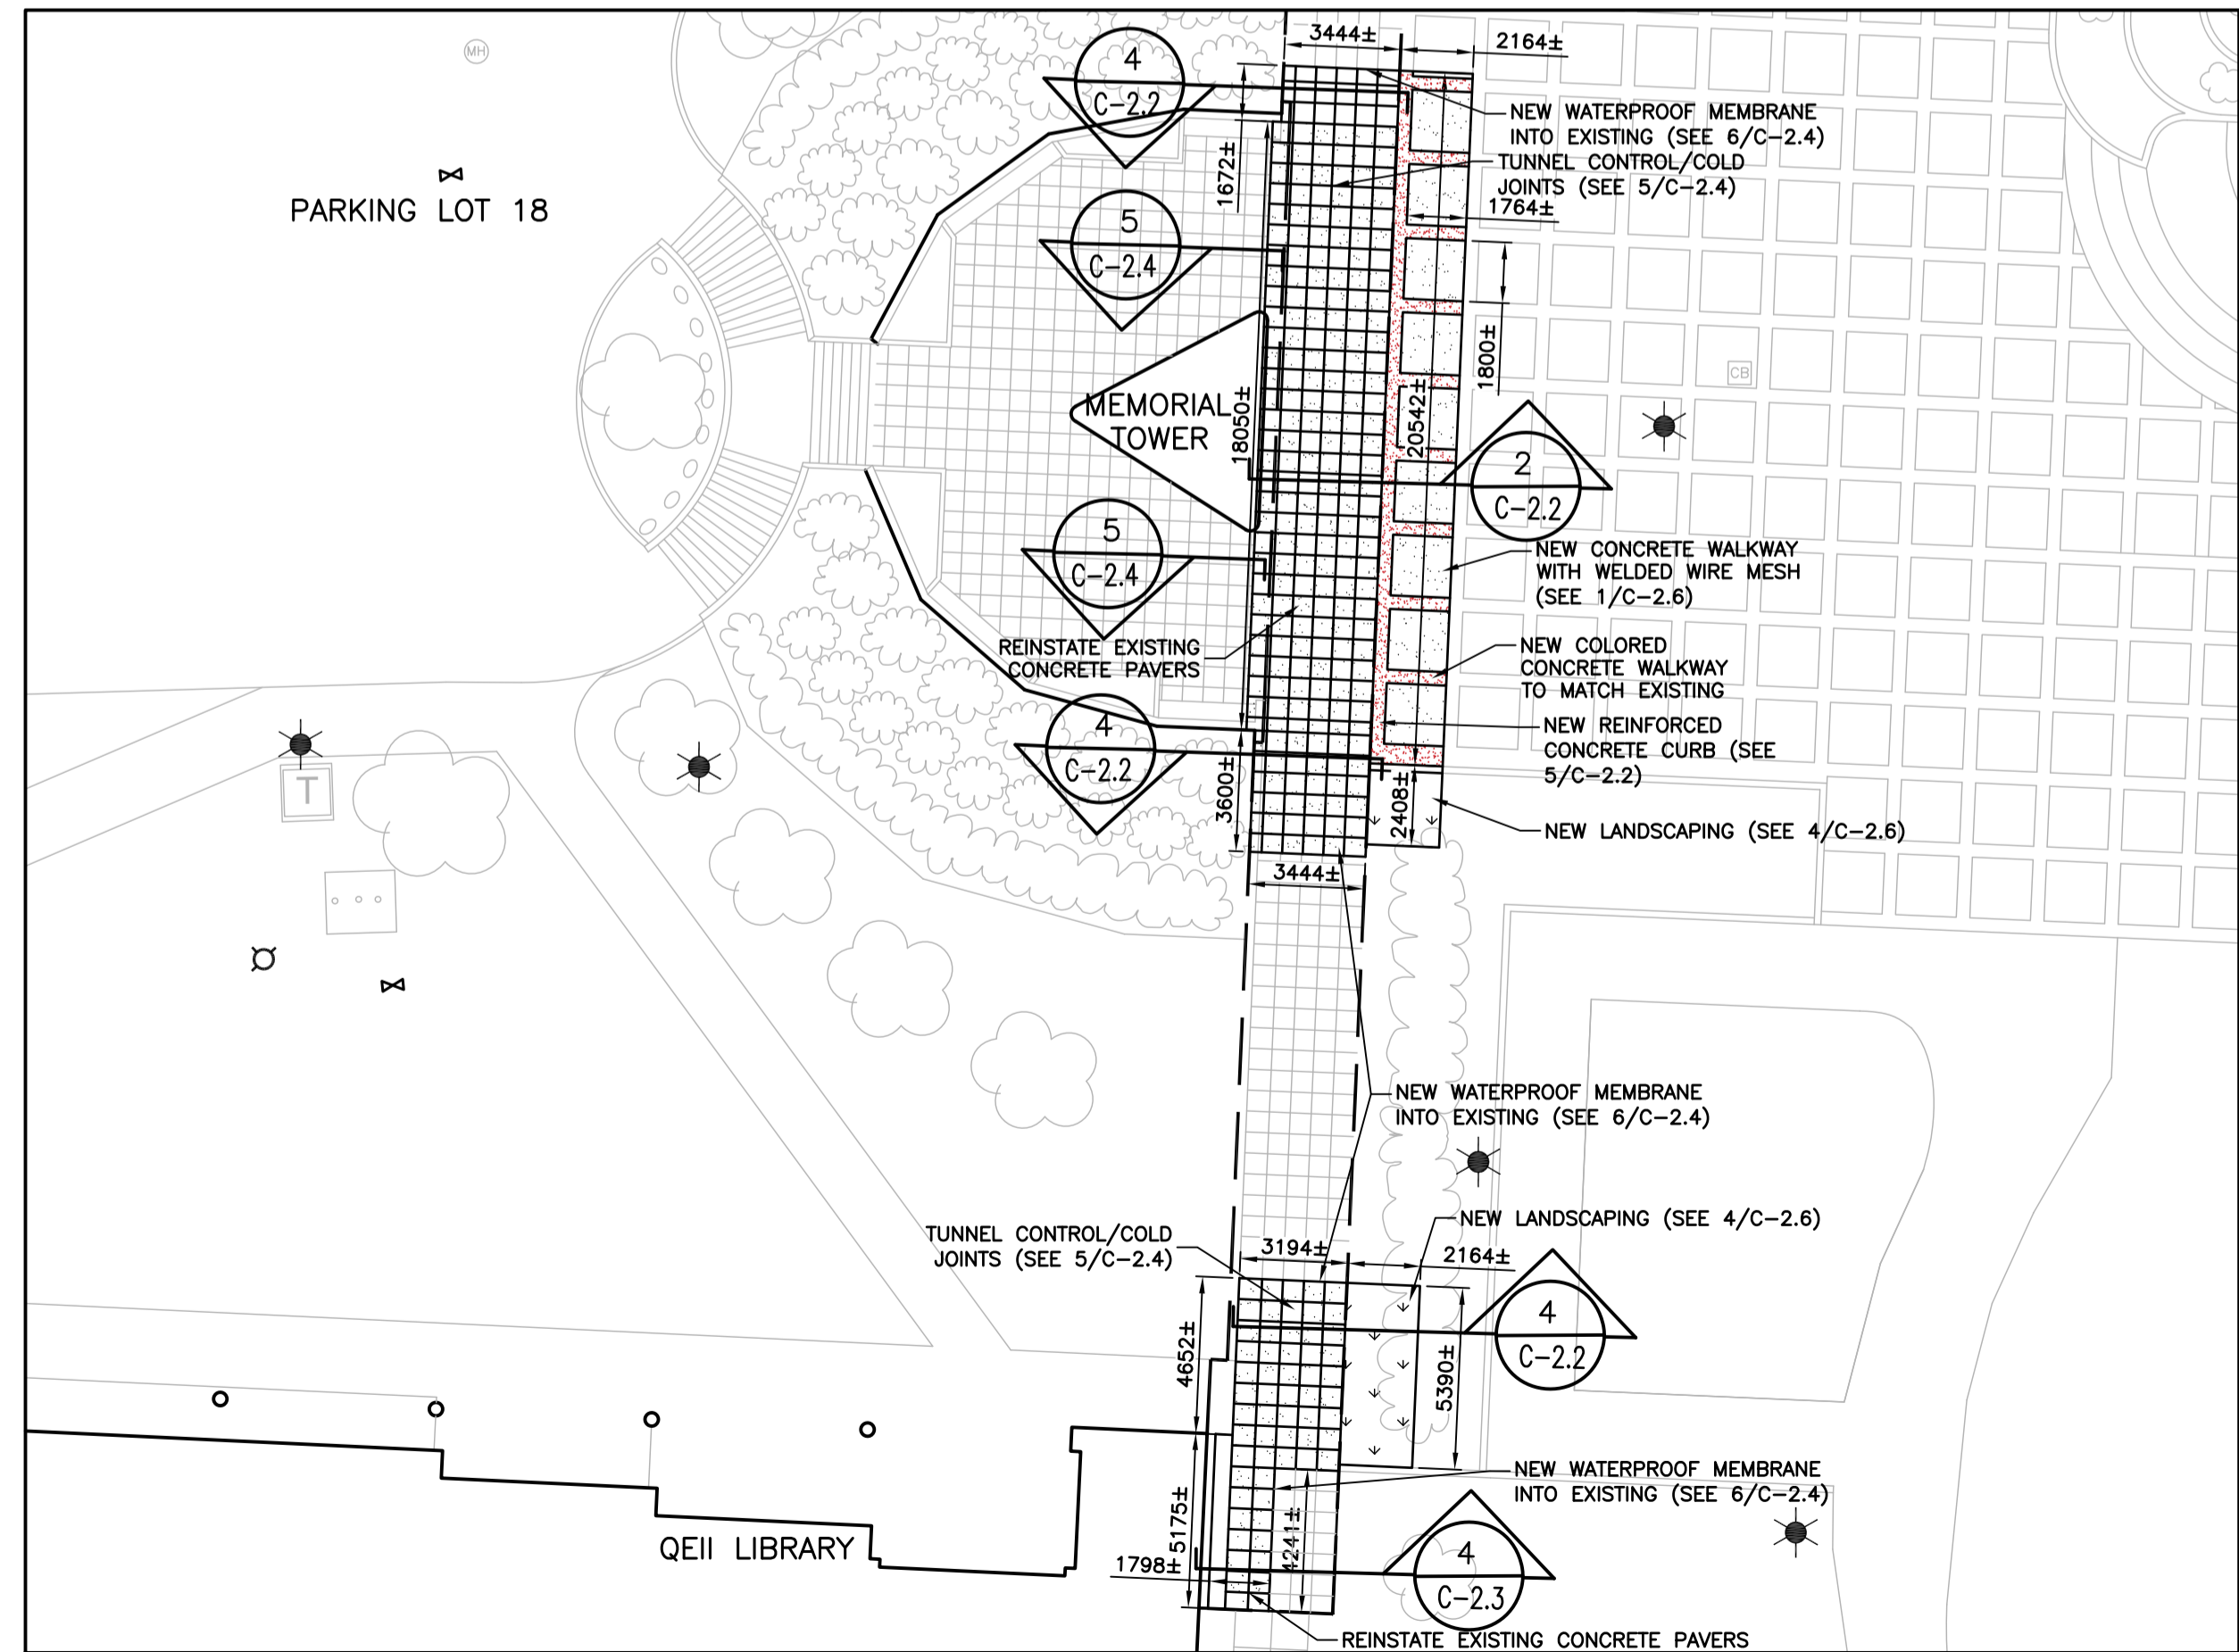 MH
PARKING LOT 18
3444±
2164±
4
C-2.2
NEW WATERPROOF MEMBRANE
INTO EXISTING (SEE 6/C-2.4)
TUNNEL CONTROL/COLD
JOINTS (SEE 5/C-2.4)
1672±
1764±
5
C-2.4
1800±
CB
MEMORIAL
TOWER
18050±
20542±
2
C-2.2
5
C-2.4
NEW CONCRETE WALKWAY
WITH WELDED WIRE MESH
(SEE 1/C-2.6)
REINSTATE EXISTING
CONCRETE PAVERS
NEW COLORED
CONCRETE WALKWAY
TO MATCH EXISTING
4
C-2.2
NEW REINFORCED
CONCRETE CURB (SEE
5/C-2.2)
T
3600±
2408±
NEW LANDSCAPING (SEE 4/C-2.6)
3444±
NEW WATERPROOF MEMBRANE
INTO EXISTING (SEE 6/C-2.4)
TUNNEL CONTROL/COLD
JOINTS (SEE 5/C-2.4)
NEW LANDSCAPING (SEE 4/C-2.6)
3194±
2164±
4
C-2.2
4652±
5390±
NEW WATERPROOF MEMBRANE
INTO EXISTING (SEE 6/C-2.4)
QEII LIBRARY
5175±
4241±
1798±
4
C-2.3
REINSTATE EXISTING CONCRETE PAVERS